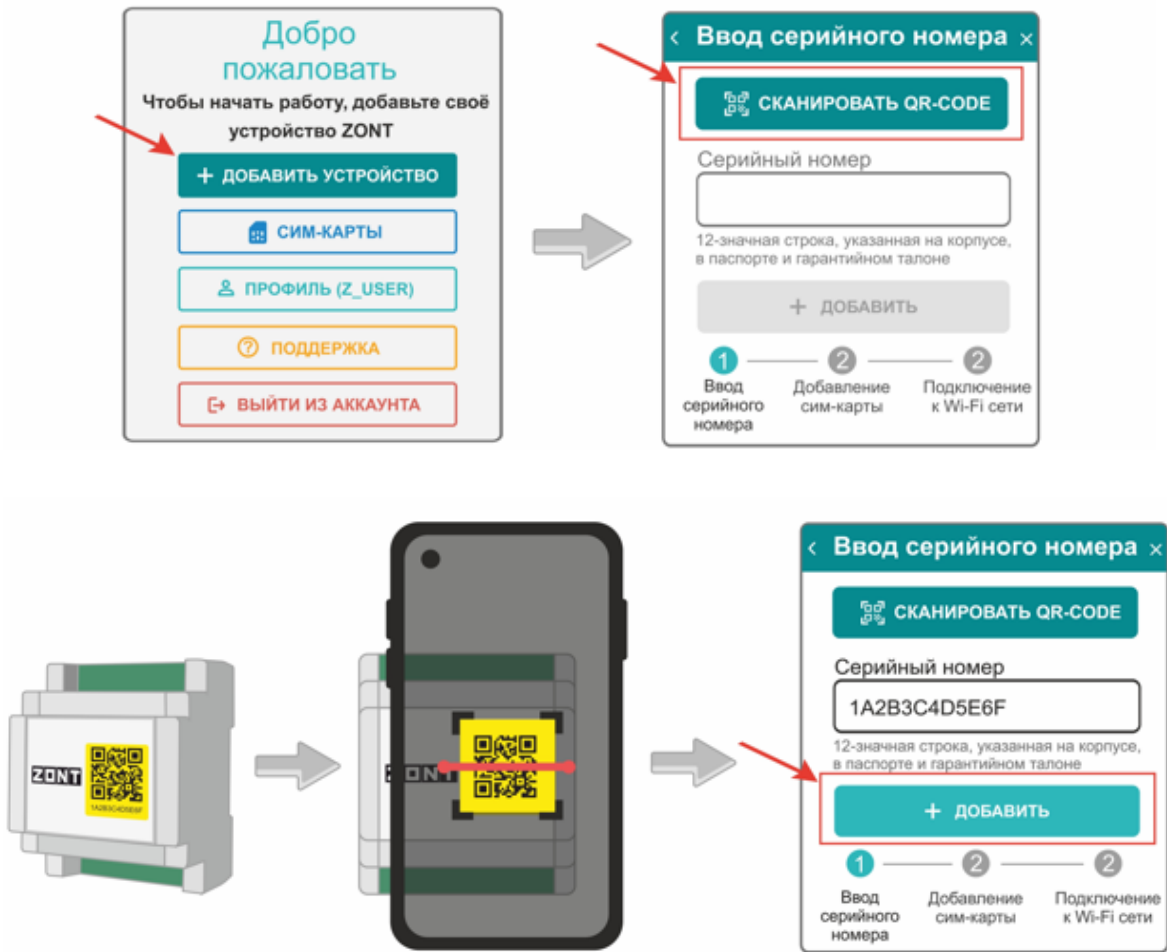 Добро
пожаловать
Чтобы начать работу, добавьте своё
устройство ZONT
+ ДОБАВИТЬ УСТРОЙСТВО
СИМ-КАРТЫ
ПРОФИЛЬ (Z_USER)
ПОДДЕРЖКА
ВЫЙТИ ИЗ АККАУНТА
< Ввод серийного номера ×
СКАНИРОВАТЬ QR-CODE
Серийный номер
12-значная строка, указанная на корпусе,
в паспорте и гарантийном талоне
+ ДОБАВИТЬ
1 2 2
Ввод серийного номера
Добавление сим-карты
Подключение к Wi-Fi сети
ZONT
1A2B3C4D5E6F
ZONT
< Ввод серийного номера ×
СКАНИРОВАТЬ QR-CODE
Серийный номер
1A2B3C4D5E6F
12-значная строка, указанная на корпусе,
в паспорте и гарантийном талоне
+ ДОБАВИТЬ
1 2 2
Ввод серийного номера
Добавление сим-карты
Подключение к Wi-Fi сети